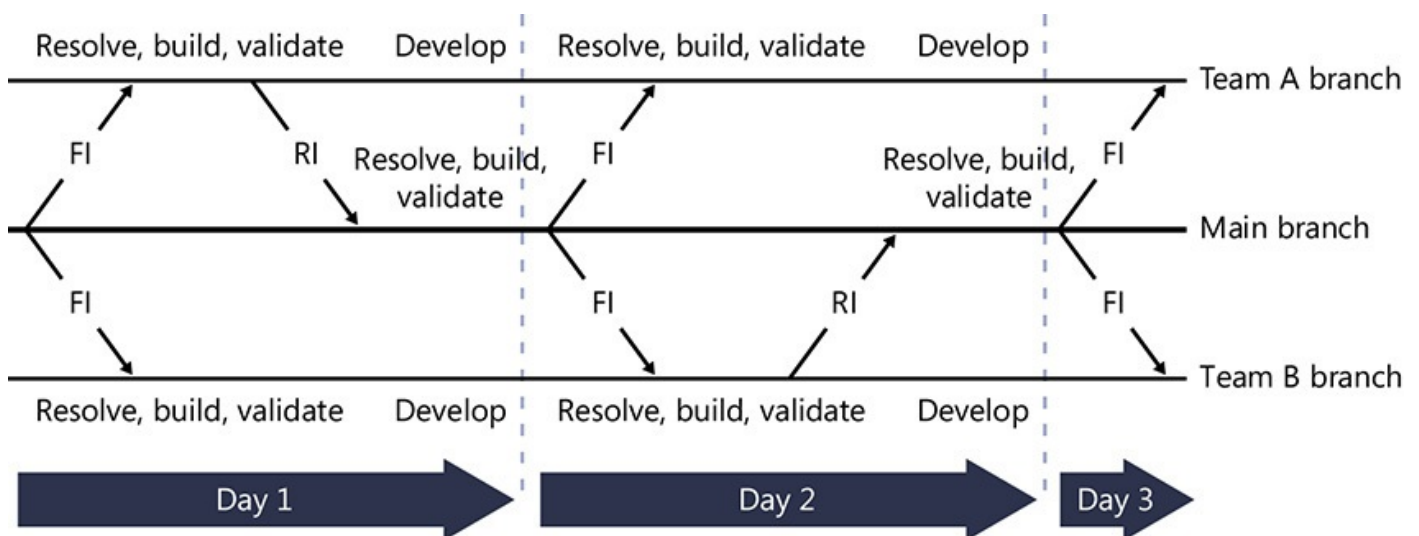 Resolve, build, validate
Develop
Resolve, build, validate
Develop
Team A branch
FI
RI
Resolve, build,
validate
FI
Resolve, build,
validate
FI
Main branch
FI
FI
RI
FI
Team B branch
Resolve, build, validate
Develop
Resolve, build, validate
Develop
Day 1
Day 2
Day 3